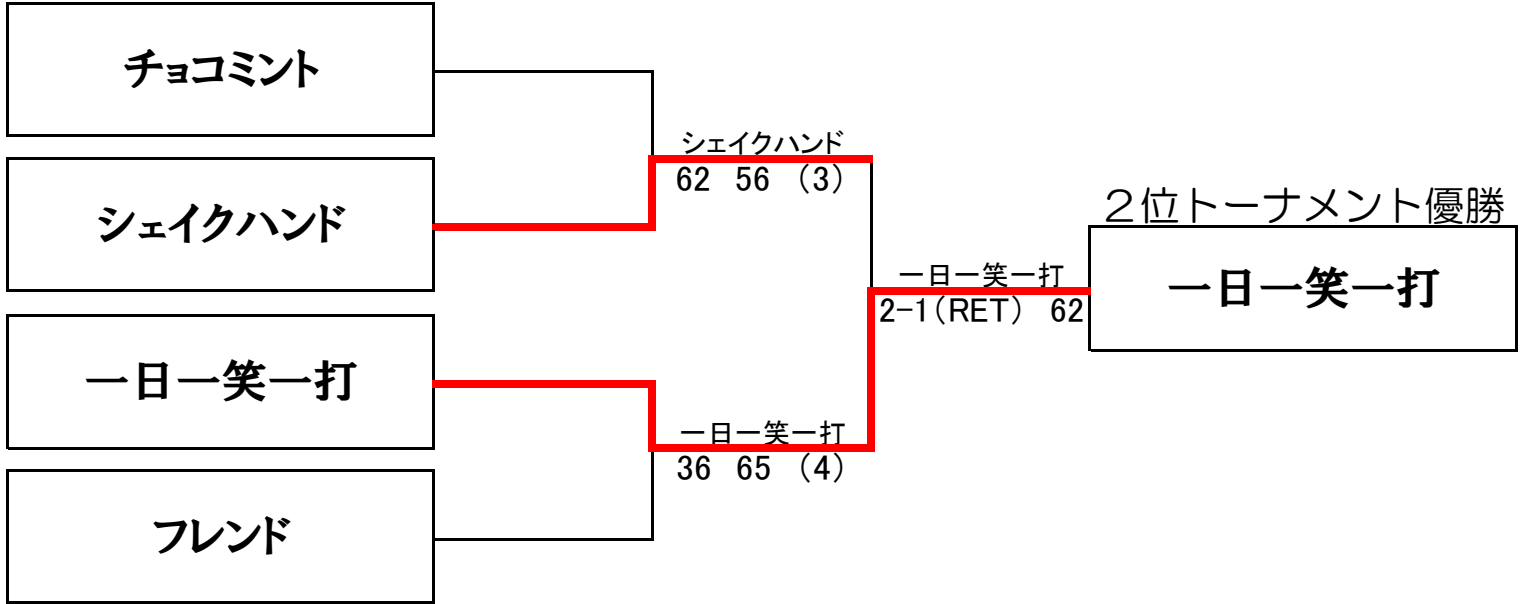 チョコミント
シェイクハンド
一日一笑一打
フレンド
シェイクハンド
62 56 （3）
一日一笑一打
36 65 （4）
一日一笑一打
2-1（RET） 62
２位トーナメント優勝
一日一笑一打